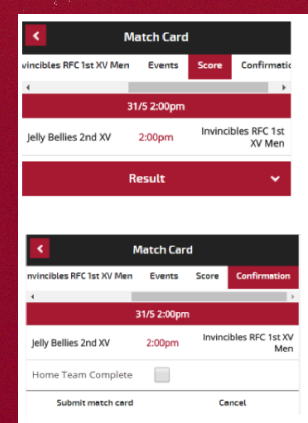 Match Card
vincibles RFC 1st XV Men Events Score Confirmatic
31/5 2:00pm
Jelly Bellies 2nd XV 2:00pm Invincibles RFC 1st
XV Men
Result
Match Card
nvincibles RFC 1st XV Men Events Score Confirmation
31/5 2:00pm
Jelly Bellies 2nd XV 2:00pm Invincibles RFC 1st XV
Men
Home Team Complete
Submit match card Cancel